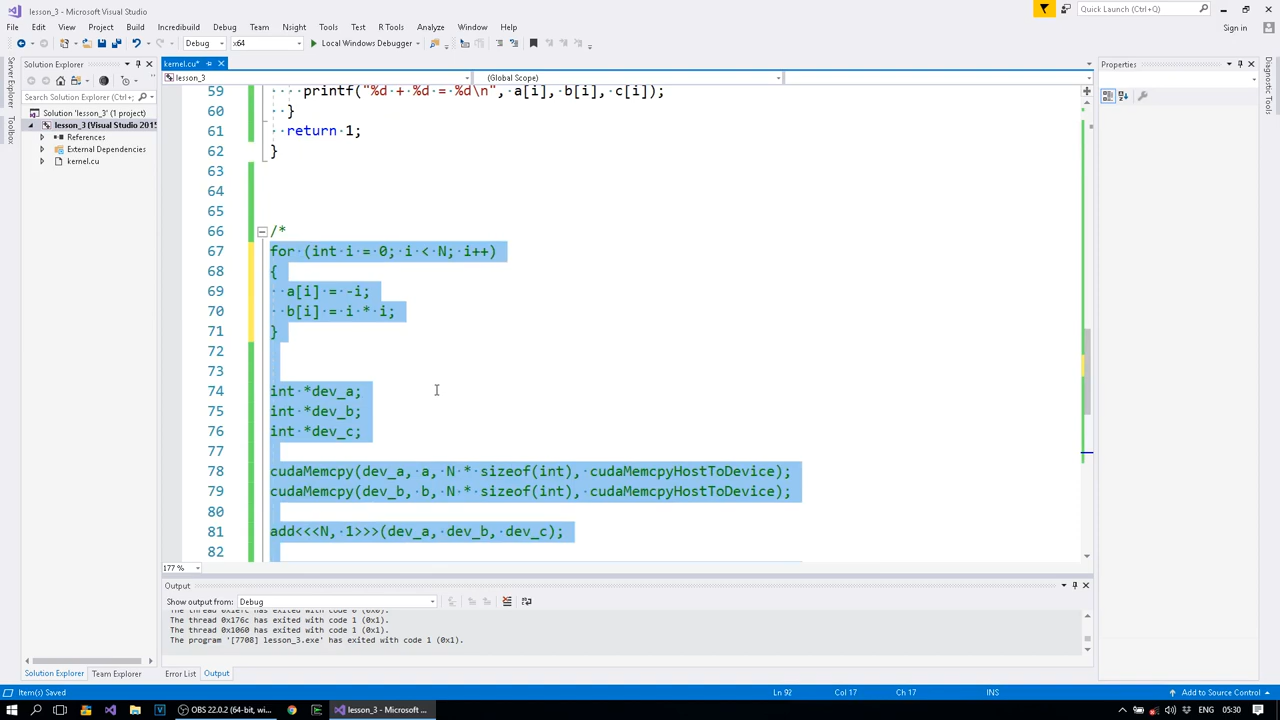 lesson_3 - Microsoft Visual Studio
Quick Launch (Ctrl+Q)
File Edit View Project Build Incredibuild Debug Team Nsight Tools Test R Tools Analyze Window Help
Sign in
Debug x64 Local Windows Debugger
Server Explorer
Toolbox
Solution Explorer
Search Solution Explorer (Ctrl+
Solution 'lesson_3' (1 project)
lesson_3 (Visual Studio 201
References
External Dependencies
kernel.cu
kernel.cu*
lesson_3
(Global Scope)
59 printf("%d + %d = %d\n", a[i], b[i], c[i]);
60 }
61 return 1;
62 }
63
64
65
66 /*
67 for (int i = 0; i < N; i++)
68 {
69 a[i] = -i;
70 b[i] = i * i;
71 }
72
73
74 int *dev_a;
75 int *dev_b;
76 int *dev_c;
77
78 cudaMemcpy(dev_a, a, N * sizeof(int), cudaMemcpyHostToDevice);
79 cudaMemcpy(dev_b, b, N * sizeof(int), cudaMemcpyHostToDevice);
80
81 add<<<N, 1>>>(dev_a, dev_b, dev_c);
82
177 %
Properties
Diagnostic Tools
Output
Show output from: Debug
The thread 0x176c has exited with code 1 (0x1).
The thread 0x1060 has exited with code 1 (0x1).
The program '[7708] lesson_3.exe' has exited with code 1 (0x1).
Solution Explorer Team Explorer
Error List Output
Item(s) Saved
Ln 92 Col 17 Ch 17 INS
Add to Source Control
OBS 22.0.2 (64-bit, wi...
lesson_3 - Microsoft ...
ENG 05:30